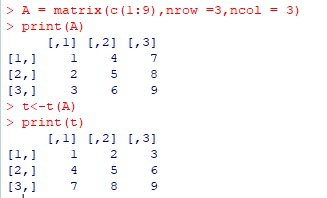 > A = matrix(c(1:9),nrow =3,ncol = 3)
> print(A)
     [,1] [,2] [,3]
[1,]    1    4    7
[2,]    2    5    8
[3,]    3    6    9
> t<-t(A)
> print(t)
     [,1] [,2] [,3]
[1,]    1    2    3
[2,]    4    5    6
[3,]    7    8    9